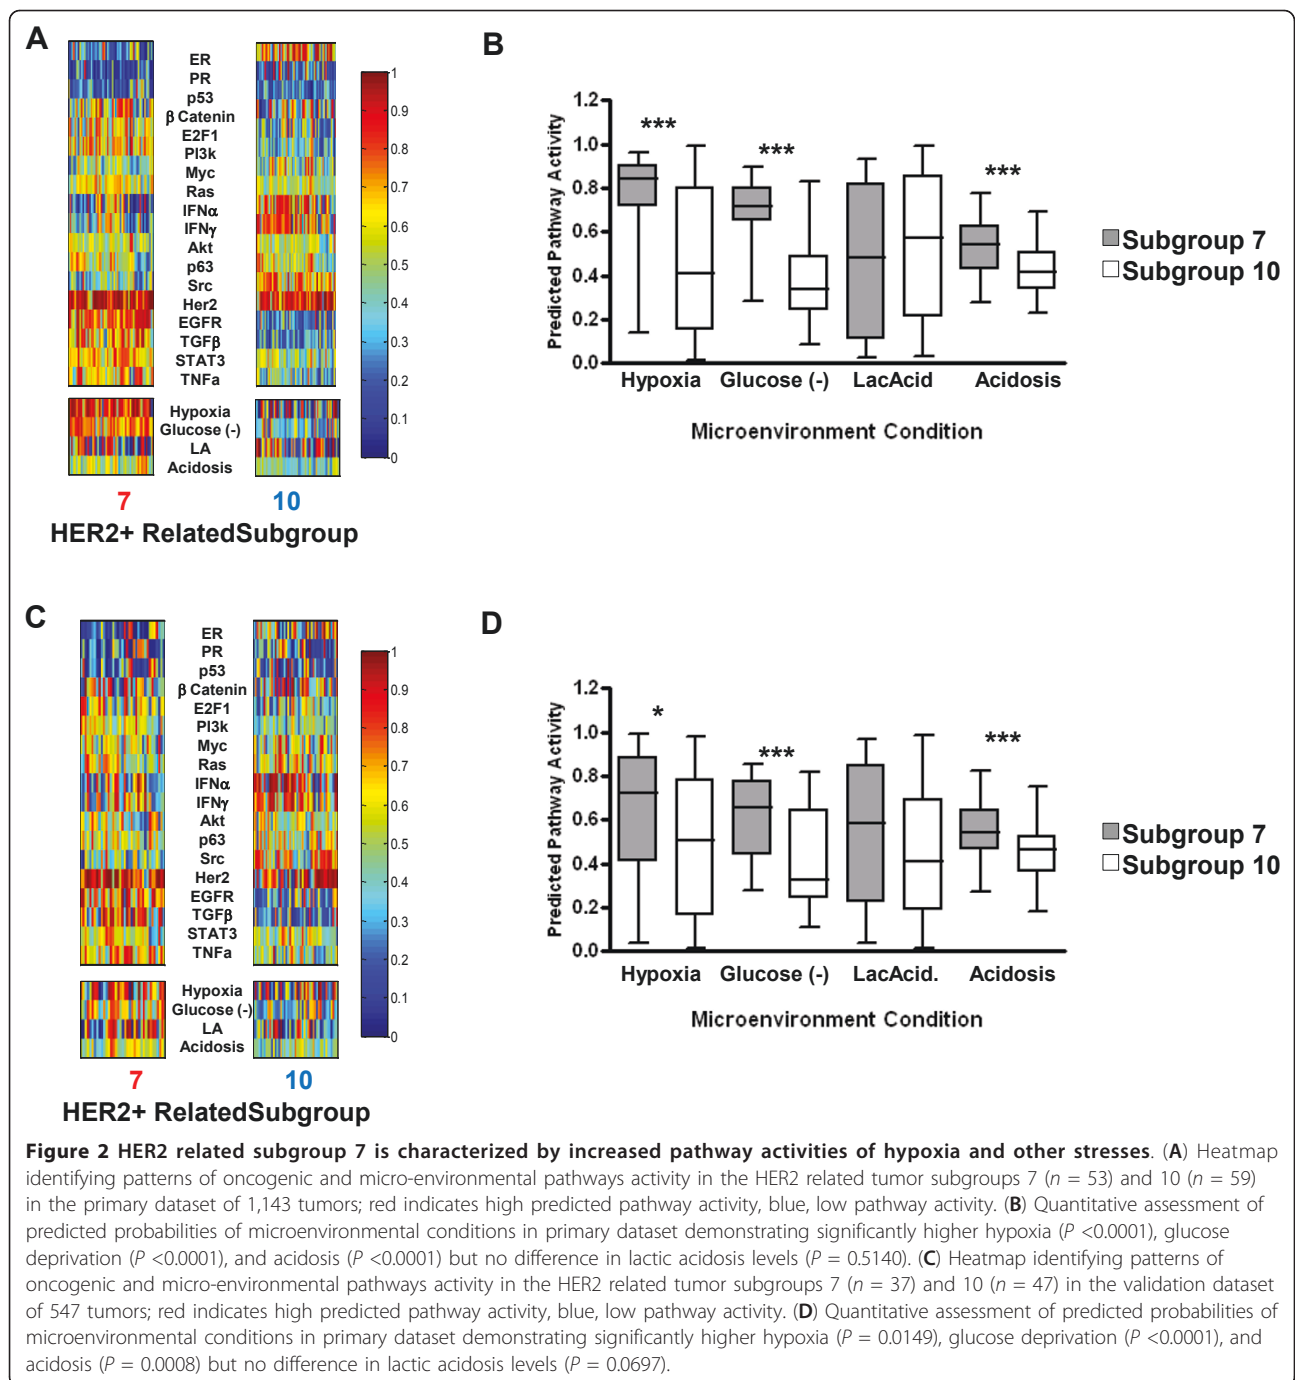 A
ER
PR
p53
β Catenin
E2F1
PI3k
Myc
Ras
IFNα
IFNγ
Akt
p63
Src
Her2
EGFR
TGFβ
STAT3
TNFa
Hypoxia
Glucose (-)
LA
Acidosis
1
0.9
0.8
0.7
0.6
0.5
0.4
0.3
0.2
0.1
0
7
10
HER2+ RelatedSubgroup
B
Predicted Pathway Activity
1.2
1.0
0.8
0.6
0.4
0.2
0.0
***
***
***
Hypoxia
Glucose (-)
LacAcid
Acidosis
Microenvironment Condition
Subgroup 7
Subgroup 10
C
ER
PR
p53
β Catenin
E2F1
PI3k
Myc
Ras
IFNα
IFNγ
Akt
p63
Src
Her2
EGFR
TGFβ
STAT3
TNFa
Hypoxia
Glucose (-)
LA
Acidosis
1
0.9
0.8
0.7
0.6
0.5
0.4
0.3
0.2
0.1
0
7
10
HER2+ RelatedSubgroup
D
Predicted Pathway Activity
1.2
1.0
0.8
0.6
0.4
0.2
0.0
*
***
***
Hypoxia
Glucose (-)
LacAcid.
Acidosis
Microenvironment Condition
Subgroup 7
Subgroup 10
Figure 2 HER2 related subgroup 7 is characterized by increased pathway activities of hypoxia and other stresses. (A) Heatmap
identifying patterns of oncogenic and micro-environmental pathways activity in the HER2 related tumor subgroups 7 (n = 53) and 10 (n = 59)
in the primary dataset of 1,143 tumors; red indicates high predicted pathway activity, blue, low pathway activity. (B) Quantitative assessment of
predicted probabilities of microenvironmental conditions in primary dataset demonstrating significantly higher hypoxia (P <0.0001), glucose
deprivation (P <0.0001), and acidosis (P <0.0001) but no difference in lactic acidosis levels (P = 0.5140). (C) Heatmap identifying patterns of
oncogenic and micro-environmental pathways activity in the HER2 related tumor subgroups 7 (n = 37) and 10 (n = 47) in the validation dataset
of 547 tumors; red indicates high predicted pathway activity, blue, low pathway activity. (D) Quantitative assessment of predicted probabilities of
microenvironmental conditions in primary dataset demonstrating significantly higher hypoxia (P = 0.0149), glucose deprivation (P <0.0001), and
acidosis (P = 0.0008) but no difference in lactic acidosis levels (P = 0.0697).